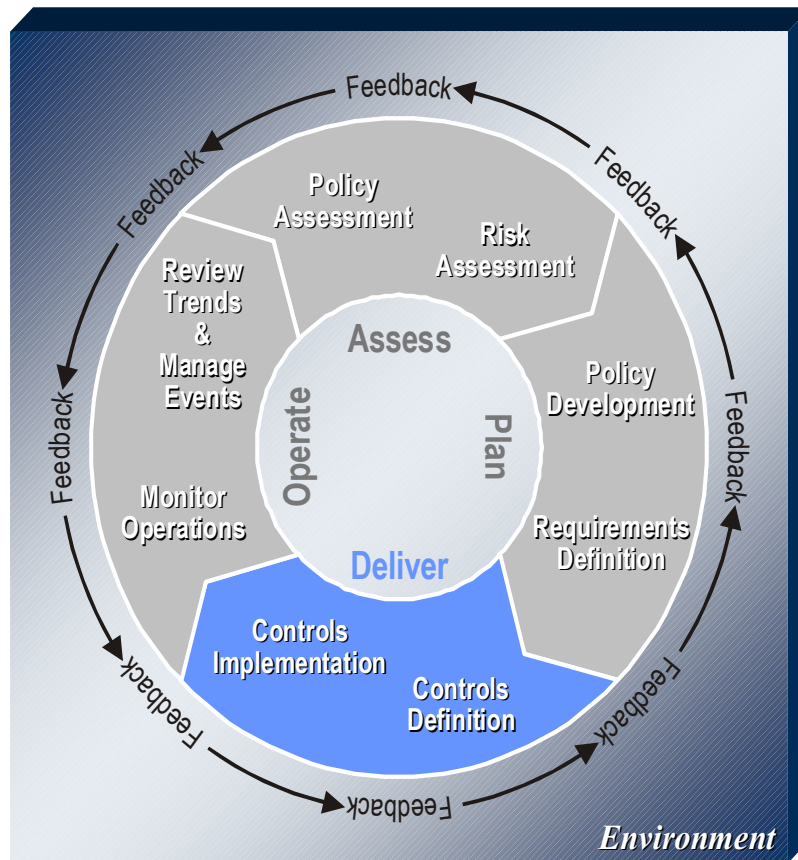 Feedback
Feedback
Feedback
Policy
Assessment
Risk
Assessment
Review
Trends
&
Manage
Events
Assess
Policy
Development
Feedback
Feedback
Operate
Plan
Monitor
Operations
Requirements
Definition
Deliver
Controls
Implementation
Controls
Definition
Feedback
Feedback
Feedback
Environment